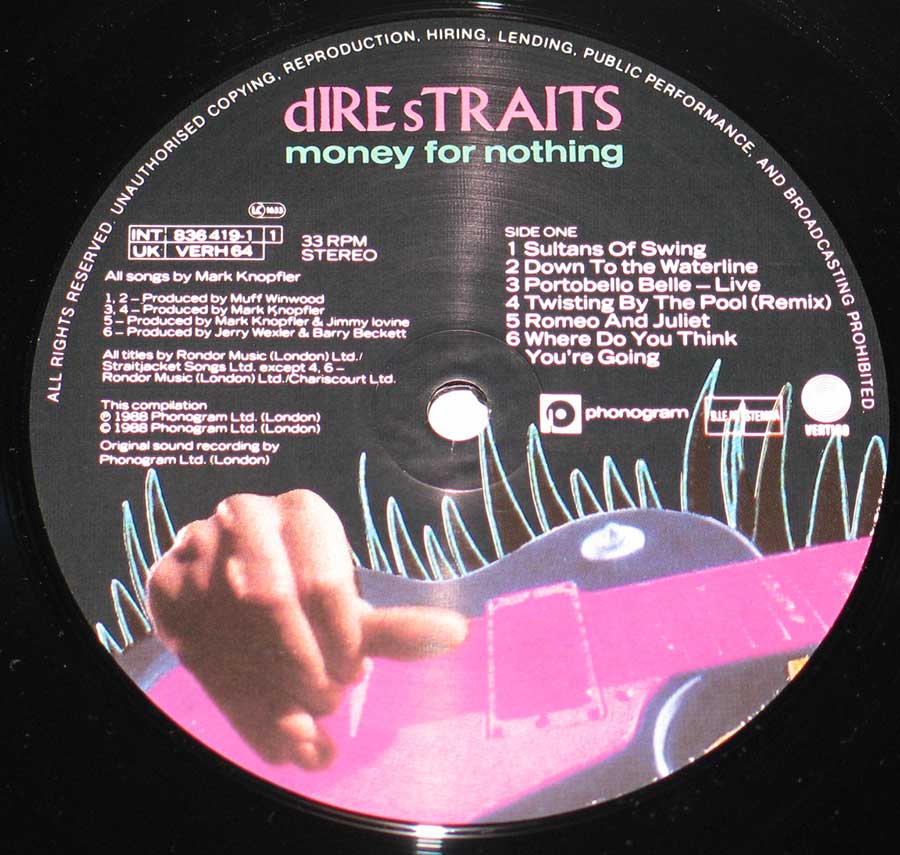 ALL RIGHTS RESERVED. UNAUTHORISED COPYING, REPRODUCTION, HIRING, LENDING, PUBLIC PERFORMANCE, AND BROADCASTING PROHIBITED.
dIRE sTRAITS
money for nothing
LC 1633
INT 836 419-1 1
UK VERH 64
33 RPM
STEREO
All songs by Mark Knopfler
1, 2 – Produced by Muff Winwood
3, 4 – Produced by Mark Knopfler
5 – Produced by Mark Knopfler & Jimmy Iovine
6 – Produced by Jerry Wexler & Barry Beckett
All titles by Rondor Music (London) Ltd./
Straitjacket Songs Ltd. except 4, 6 –
Rondor Music (London) Ltd./Chariscourt Ltd.
This compilation
℗ 1988 Phonogram Ltd. (London)
© 1988 Phonogram Ltd. (London)
Original sound recording by
Phonogram Ltd. (London)
SIDE ONE
1 Sultans Of Swing
2 Down To the Waterline
3 Portobello Belle – Live
4 Twisting By The Pool (Remix)
5 Romeo And Juliet
6 Where Do You Think
You're Going
phonogram
VERTIGO